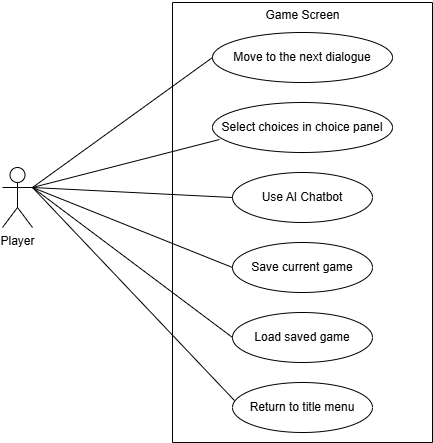 Game Screen
Move to the next dialogue
Select choices in choice panel
Use AI Chatbot
Save current game
Player
Load saved game
Return to title menu